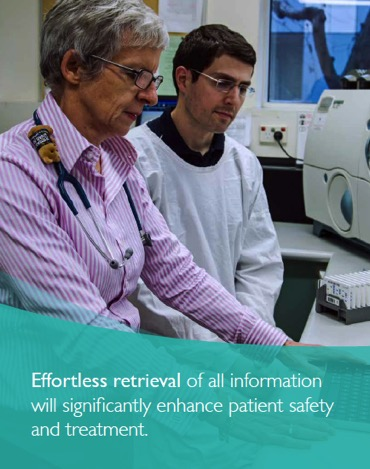 Effortless retrieval of all information
will significantly enhance patient safety
and treatment.